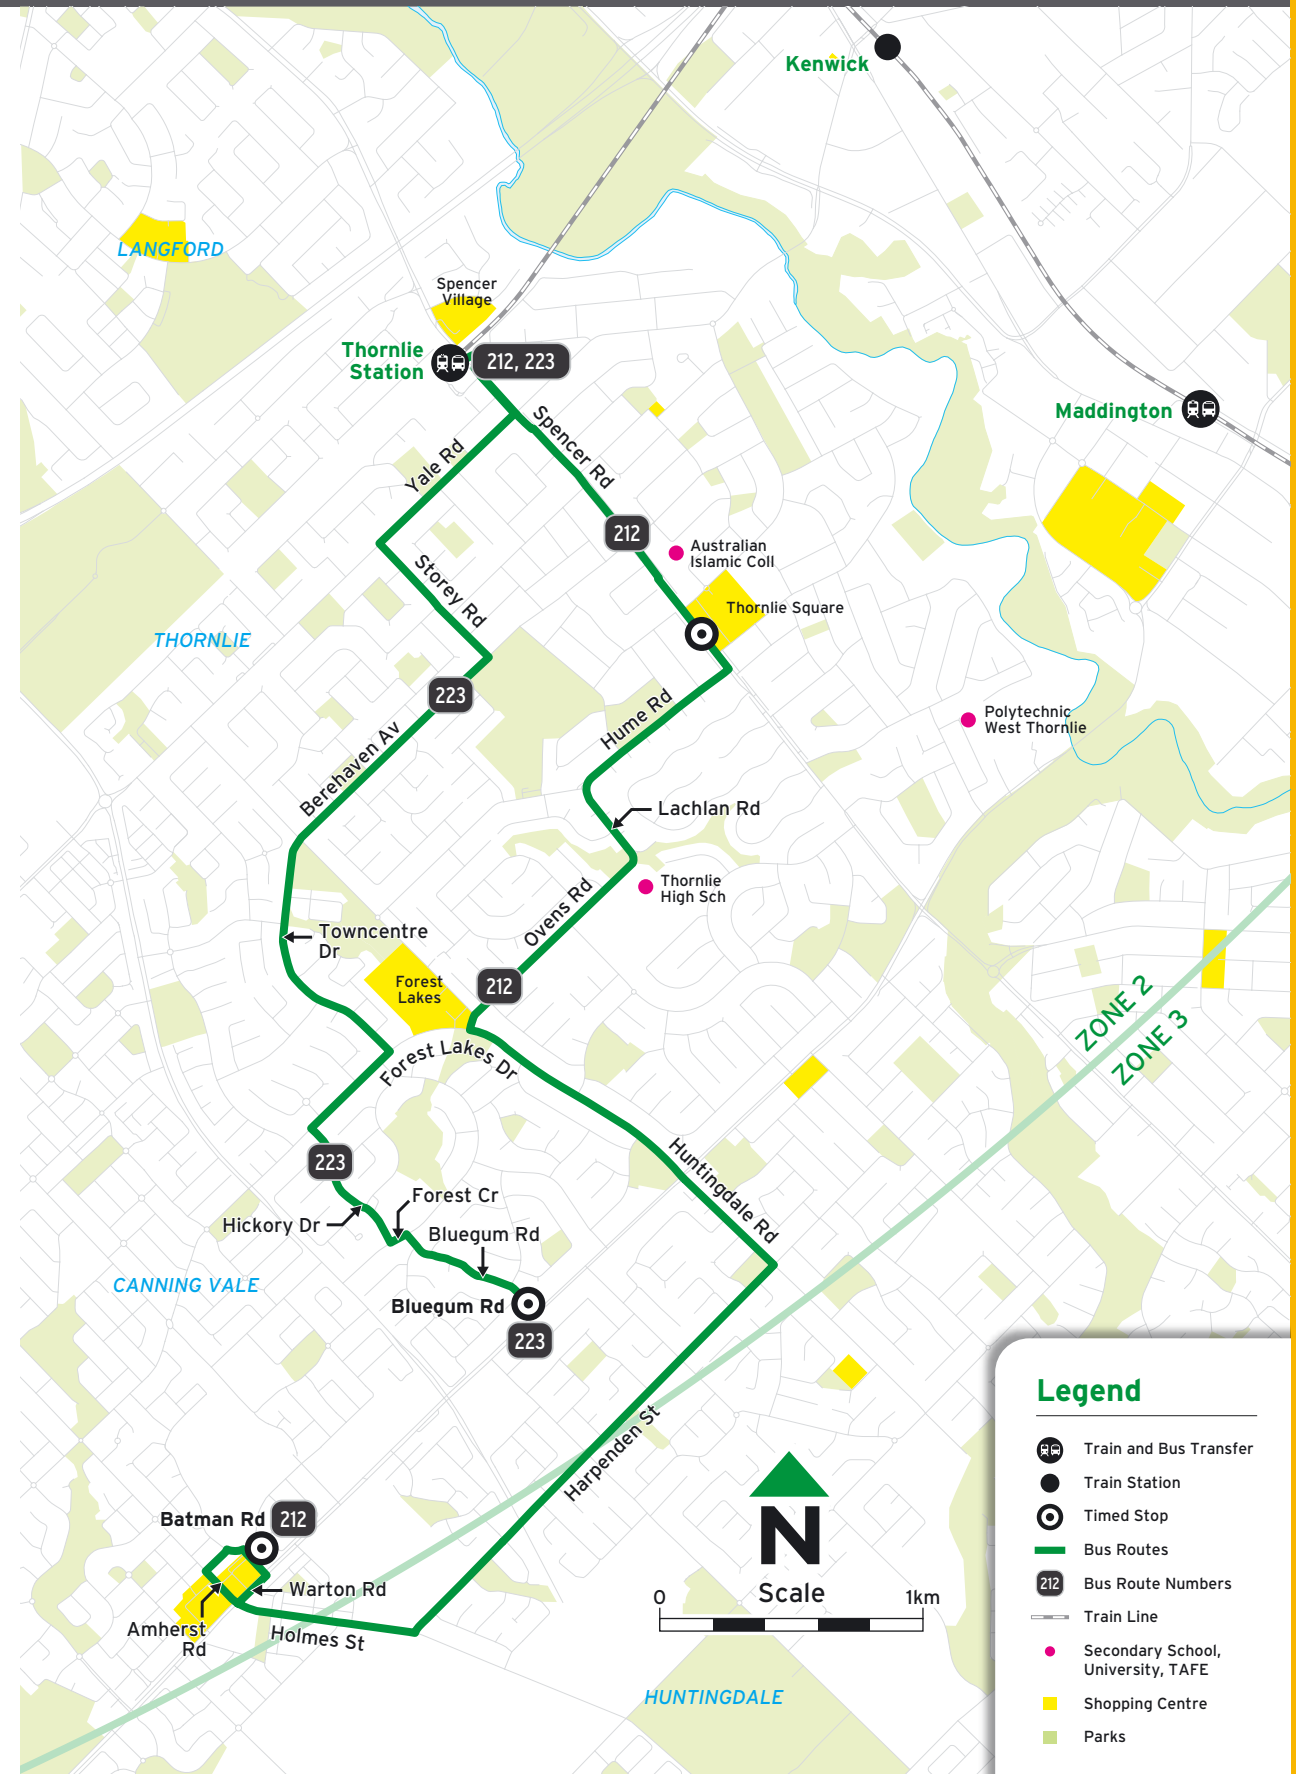 Kenwick
LANGFORD
Spencer
Village
Thornlie
Station
212, 223
Maddington
Spencer Rd
Yale Rd
212
Australian
Islamic Coll
Storey Rd
Thornlie Square
THORNLIE
223
Hume Rd
Polytechnic
West Thornlie
Berehaven Av
Lachlan Rd
Thornlie
High Sch
Ovens Rd
Towncentre
Dr
Forest
Lakes
212
ZONE 2
ZONE 3
Forest Lakes Dr
223
Huntingdale Rd
Forest Cr
Hickory Dr
Bluegum Rd
CANNING VALE
Bluegum Rd
223
Harpenden St
Batman Rd
212
Warton Rd
Amherst
Rd
Holmes St
HUNTINGDALE
N
Scale
0
1km
Legend
Train and Bus Transfer
Train Station
Timed Stop
Bus Routes
212
Bus Route Numbers
Train Line
Secondary School,
University, TAFE
Shopping Centre
Parks